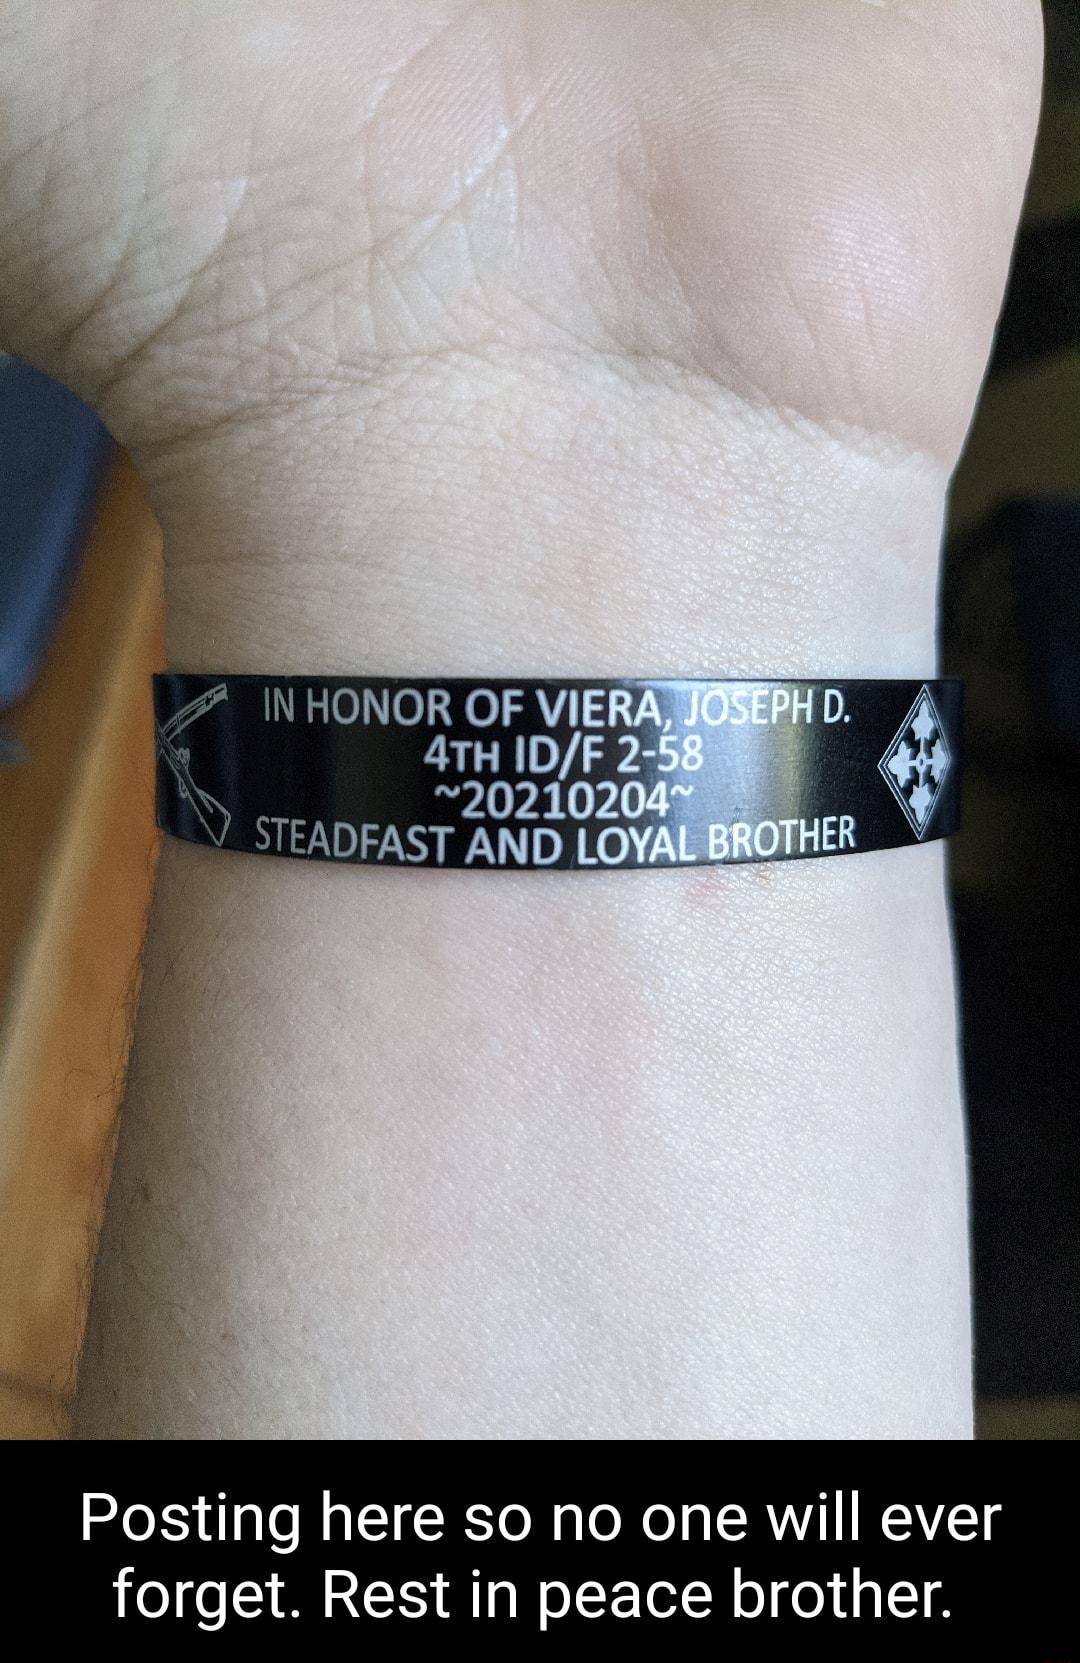 IN HONOR OF VIERA, JOSEPH D.
4TH ID/F 2-58
~20210204~
STEADFAST AND LOYAL BROTHER
Posting here so no one will ever
forget. Rest in peace brother.